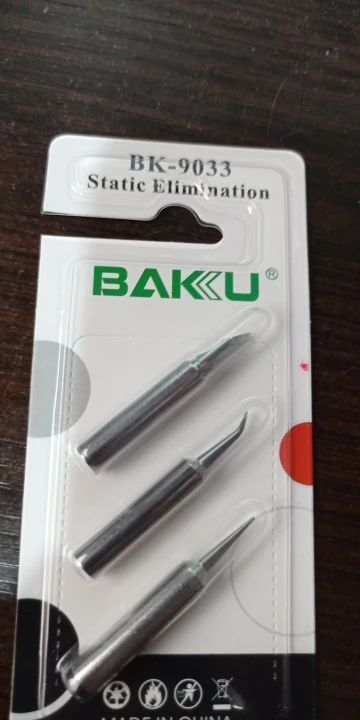 BK-9033
Static Elimination
BAKU®
MADE IN CHINA